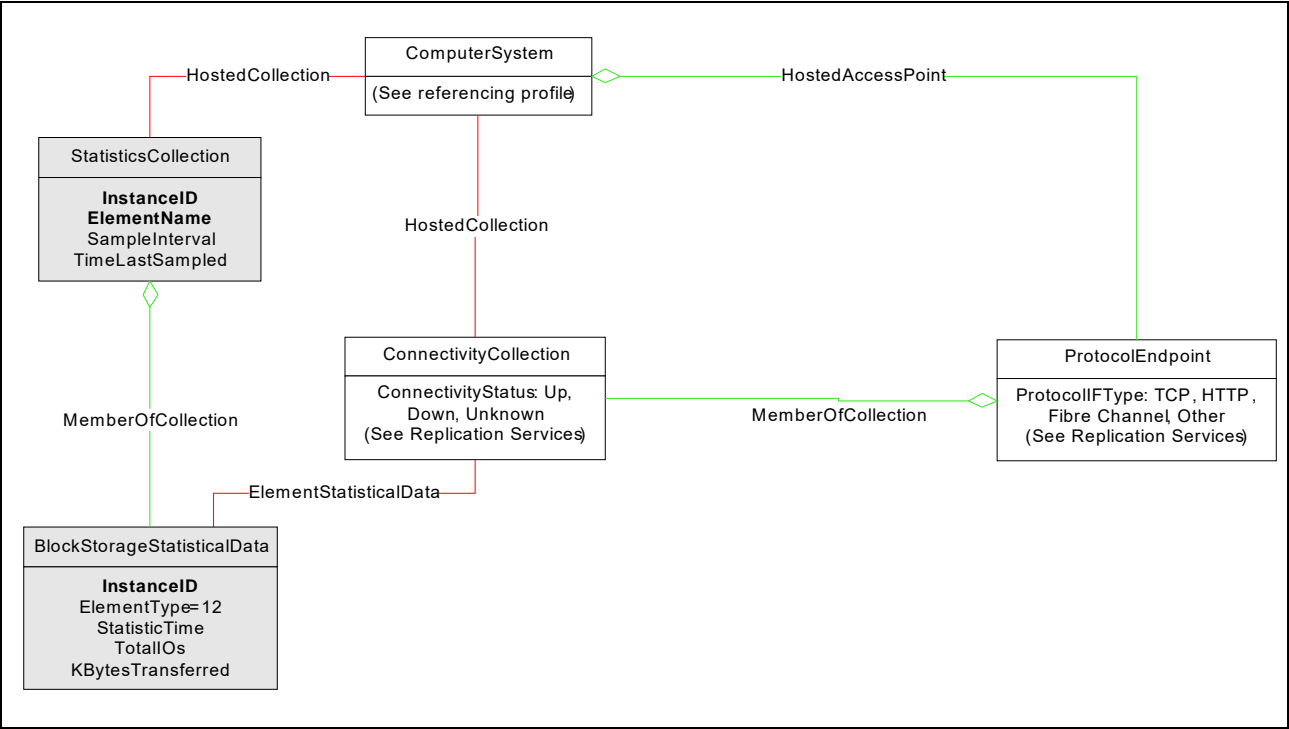 ComputerSystem
(See referencing profile)
HostedCollection
HostedAccessPoint
StatisticsCollection
InstanceID
ElementName
SampleInterval
TimeLastSampled
HostedCollection
ConnectivityCollection
ConnectivityStatus: Up,
Down, Unknown
(See Replication Services)
ProtocolEndpoint
ProtocolIFType: TCP, HTTP,
Fibre Channel, Other
(See Replication Services)
MemberOfCollection
MemberOfCollection
ElementStatisticalData
BlockStorageStatisticalData
InstanceID
ElementType=12
StatisticTime
TotalIOs
KBytesTransferred